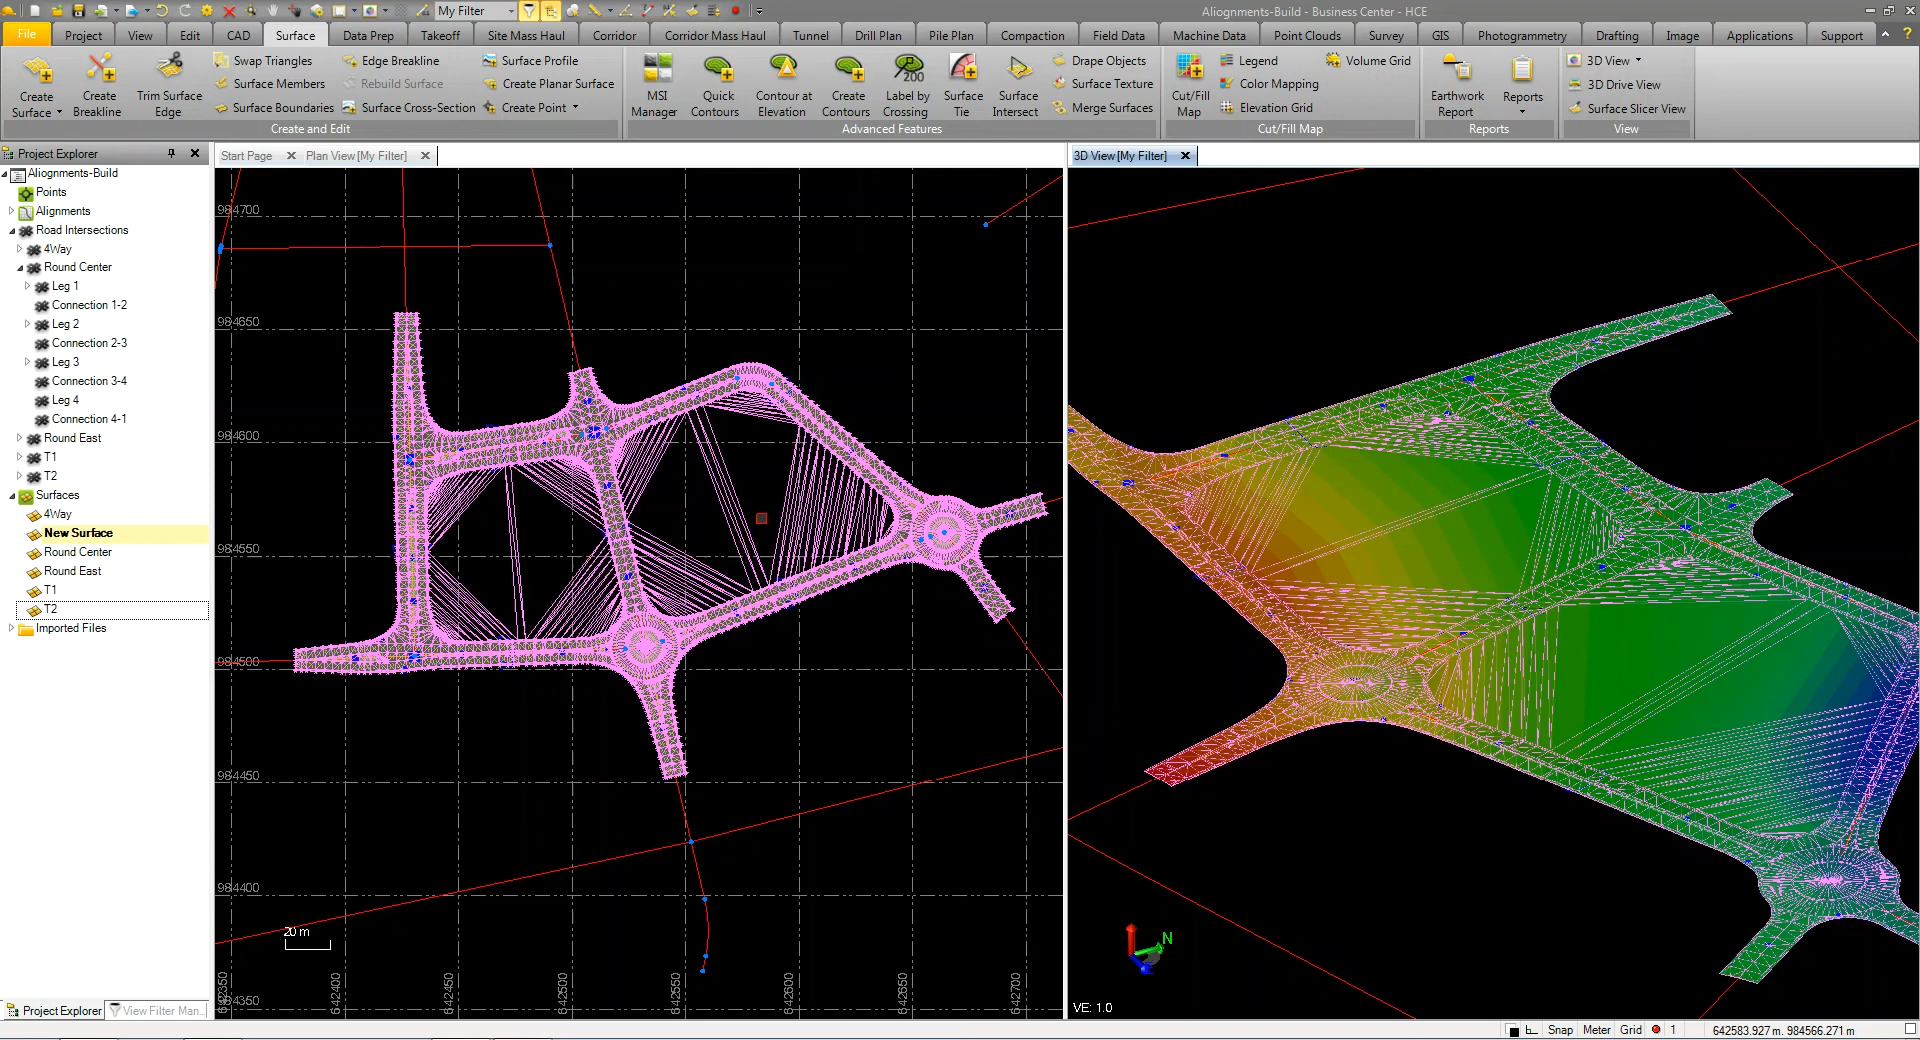 My Filter
Aliognments-Build - Business Center - HCE
File Project View Edit CAD Surface Data Prep Takeoff Site Mass Haul Corridor Corridor Mass Haul Tunnel Drill Plan Pile Plan Compaction Field Data Machine Data Point Clouds Survey GIS Photogrammetry Drafting Image Applications Support
Create Surface
Create Breakline
Trim Surface Edge
Swap Triangles
Surface Members
Surface Boundaries
Edge Breakline
Rebuild Surface
Surface Cross-Section
Surface Profile
Create Planar Surface
Create Point
Create and Edit
MSI Manager
Quick Contours
Contour at Elevation
Create Contours
200
Label by Crossing
Surface Tie
Surface Intersect
Drape Objects
Surface Texture
Merge Surfaces
Advanced Features
Cut/Fill Map
Legend
Color Mapping
Elevation Grid
Volume Grid
Cut/Fill Map
Earthwork Report
Reports
Reports
3D View
3D Drive View
Surface Slicer View
View
Project Explorer
Aliognments-Build
Points
Alignments
Road Intersections
4Way
Round Center
Leg 1
Connection 1-2
Leg 2
Connection 2-3
Leg 3
Connection 3-4
Leg 4
Connection 4-1
Round East
T1
T2
Surfaces
4Way
New Surface
Round Center
Round East
T1
T2
Imported Files
Project Explorer
View Filter Man...
Start Page
Plan View [My Filter]
984700
984650
984600
984550
984500
984450
984400
984350
20 m
642350
642400
642450
642500
642550
642600
642650
642700
3D View [My Filter]
N
VE: 1.0
Snap Meter Grid 1 642583.927 m. 984566.271 m